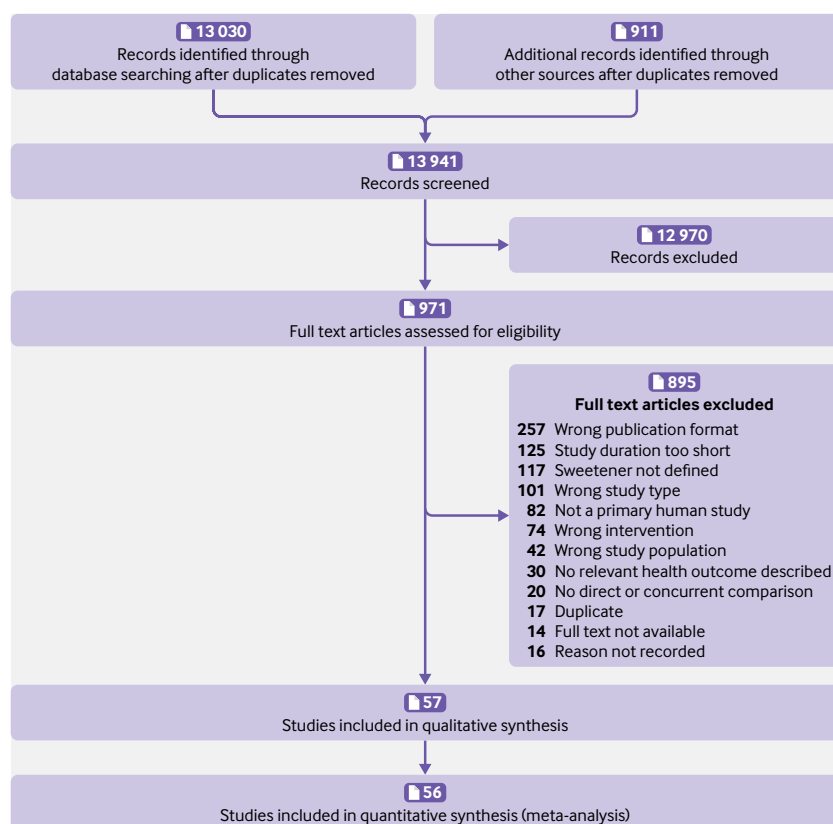 13 030
Records identified through
database searching after duplicates removed
911
Additional records identified through
other sources after duplicates removed
13 941
Records screened
12 970
Records excluded
971
Full text articles assessed for eligibility
895
Full text articles excluded
257 Wrong publication format
125 Study duration too short
117 Sweetener not defined
101 Wrong study type
82 Not a primary human study
74 Wrong intervention
42 Wrong study population
30 No relevant health outcome described
20 No direct or concurrent comparison
17 Duplicate
14 Full text not available
16 Reason not recorded
57
Studies included in qualitative synthesis
56
Studies included in quantitative synthesis (meta-analysis)